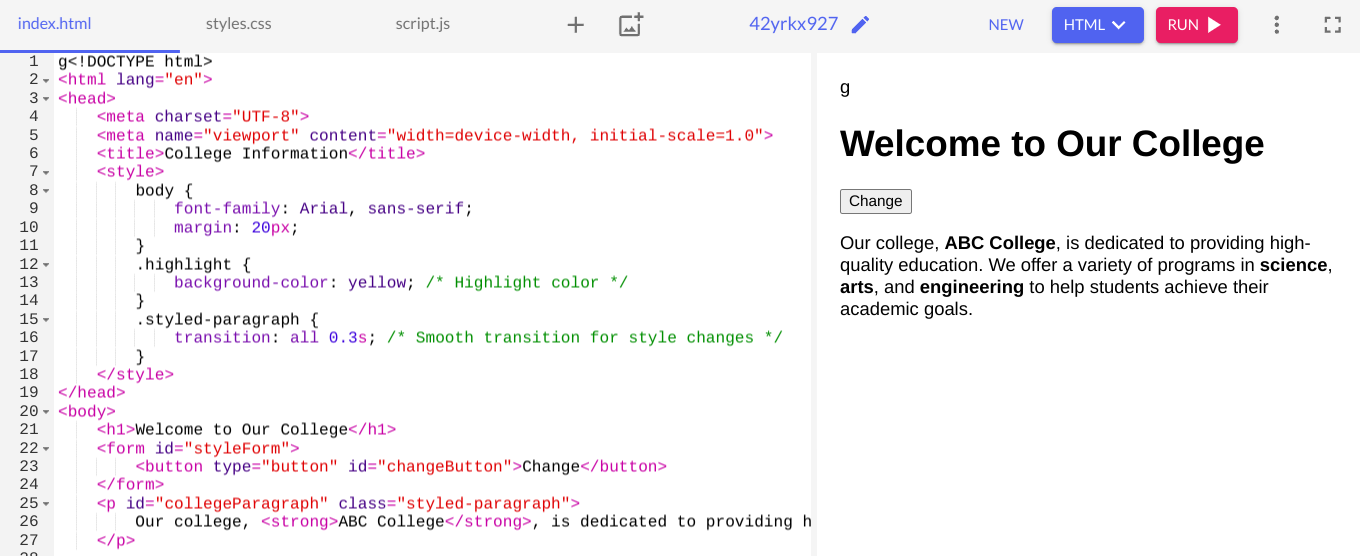 index.html styles.css script.js 42yrkx927 NEW HTML RUN
1 g<!DOCTYPE html>
2 <html lang="en">
3 <head>
4 <meta charset="UTF-8">
5 <meta name="viewport" content="width=device-width, initial-scale=1.0">
6 <title>College Information</title>
7 <style>
8 body {
9 font-family: Arial, sans-serif;
10 margin: 20px;
11 }
12 .highlight {
13 background-color: yellow; /* Highlight color */
14 }
15 .styled-paragraph {
16 transition: all 0.3s; /* Smooth transition for style changes */
17 }
18 </style>
19 </head>
20 <body>
21 <h1>Welcome to Our College</h1>
22 <form id="styleForm">
23 <button type="button" id="changeButton">Change</button>
24 </form>
25 <p id="collegeParagraph" class="styled-paragraph">
26 Our college, <strong>ABC College</strong>, is dedicated to providing h
27 </p>
g
Welcome to Our College
Change
Our college, ABC College, is dedicated to providing high-
quality education. We offer a variety of programs in science,
arts, and engineering to help students achieve their
academic goals.